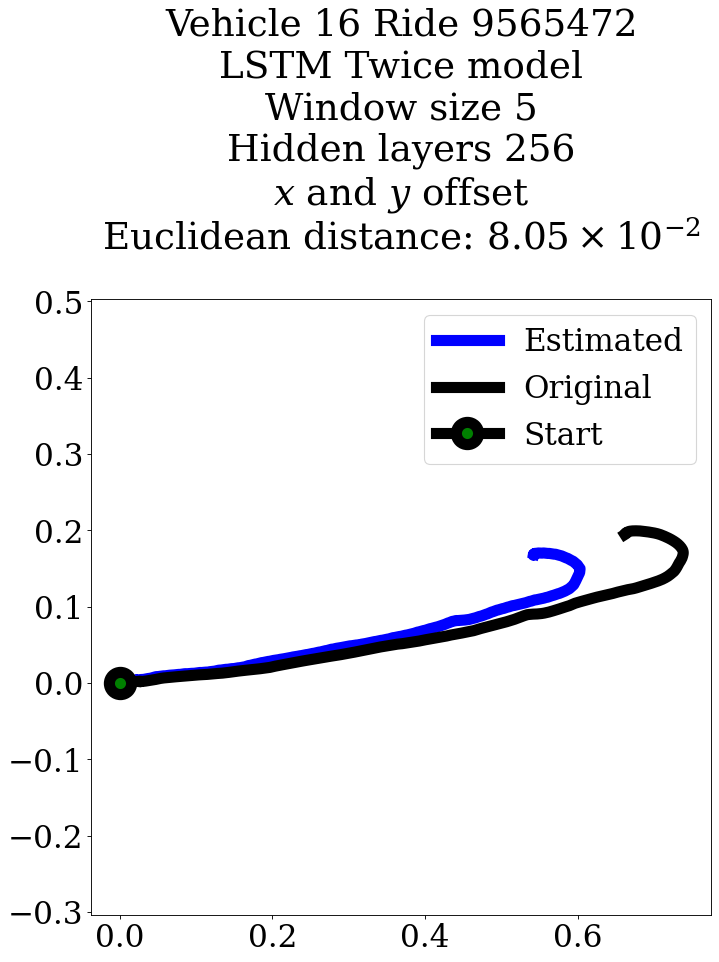 Vehicle 16 Ride 9565472
LSTM Twice model
Window size 5
Hidden layers 256
x and y offset
Euclidean distance: 8.05 × 10⁻²
0.5
Estimated
0.4
Original
Start
0.3
0.2
0.1
0.0
−0.1
−0.2
−0.3
0.0 0.2 0.4 0.6